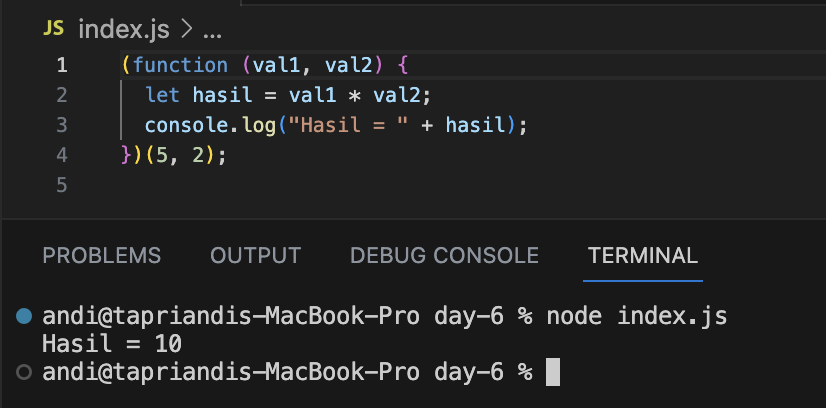 JS index.js > ...
1 (function (val1, val2) {
2 let hasil = val1 * val2;
3 console.log("Hasil = " + hasil);
4 })(5, 2);
5
PROBLEMS OUTPUT DEBUG CONSOLE TERMINAL
andi@tapriandis-MacBook-Pro day-6 % node index.js
Hasil = 10
andi@tapriandis-MacBook-Pro day-6 %